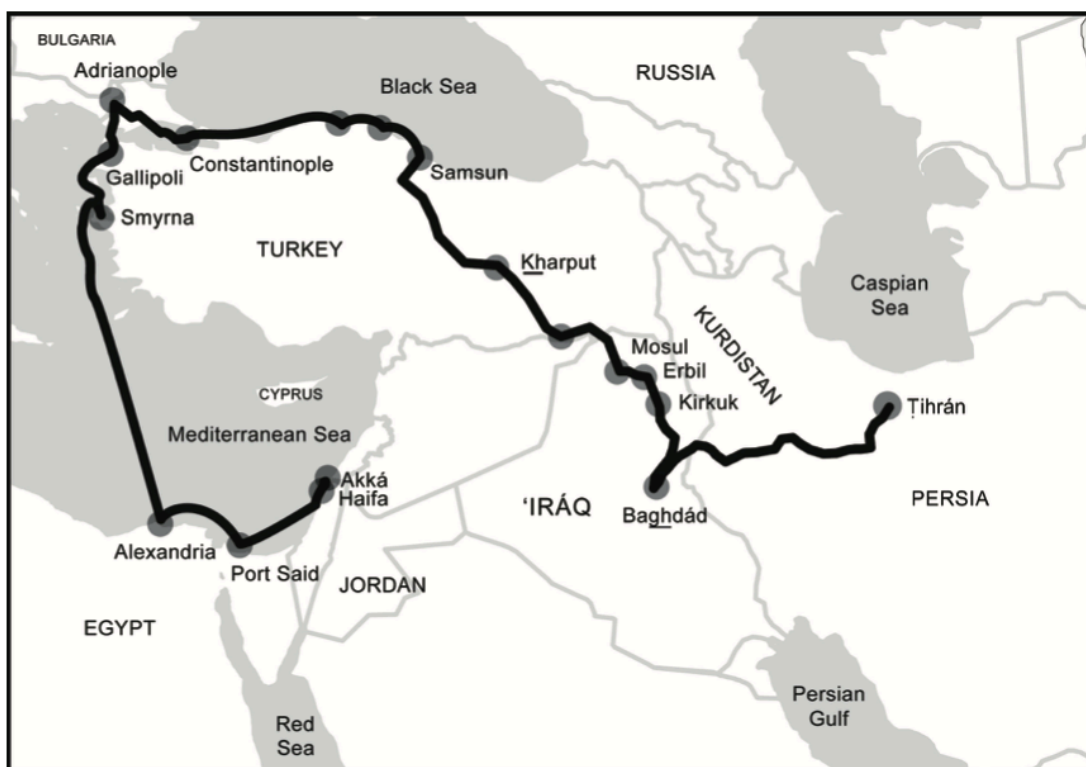 BULGARIA
Adrianople
Black Sea
RUSSIA
Constantinople
Gallipoli
Samsun
Smyrna
TURKEY
Kharput
Caspian
Sea
KURDISTAN
Mosul
Erbil
Kirkuk
Ṭihrán
CYPRUS
Mediterranean Sea
Akká
Haifa
'IRÁQ
PERSIA
Baghdád
Alexandria
Port Said
JORDAN
EGYPT
Persian
Gulf
Red
Sea